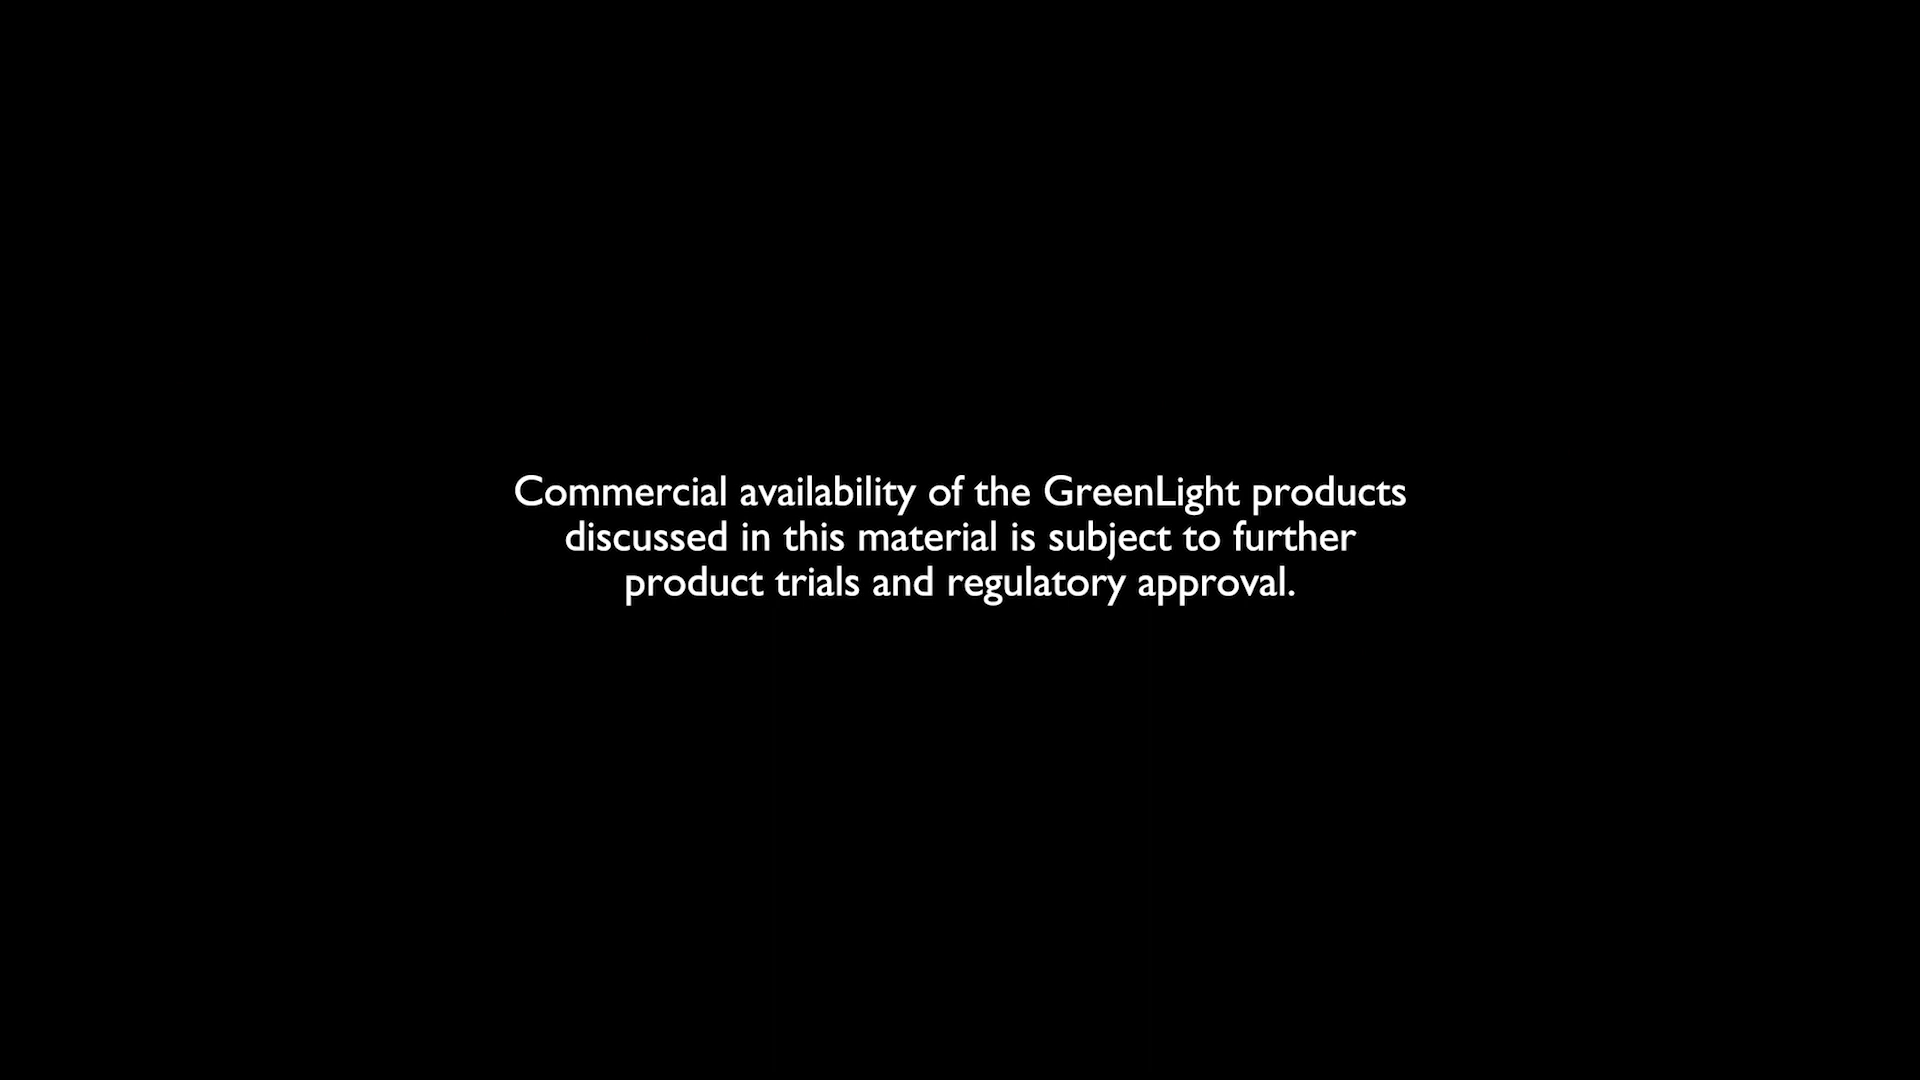 Commercial availability of the GreenLight products
discussed in this material is subject to further
product trials and regulatory approval.